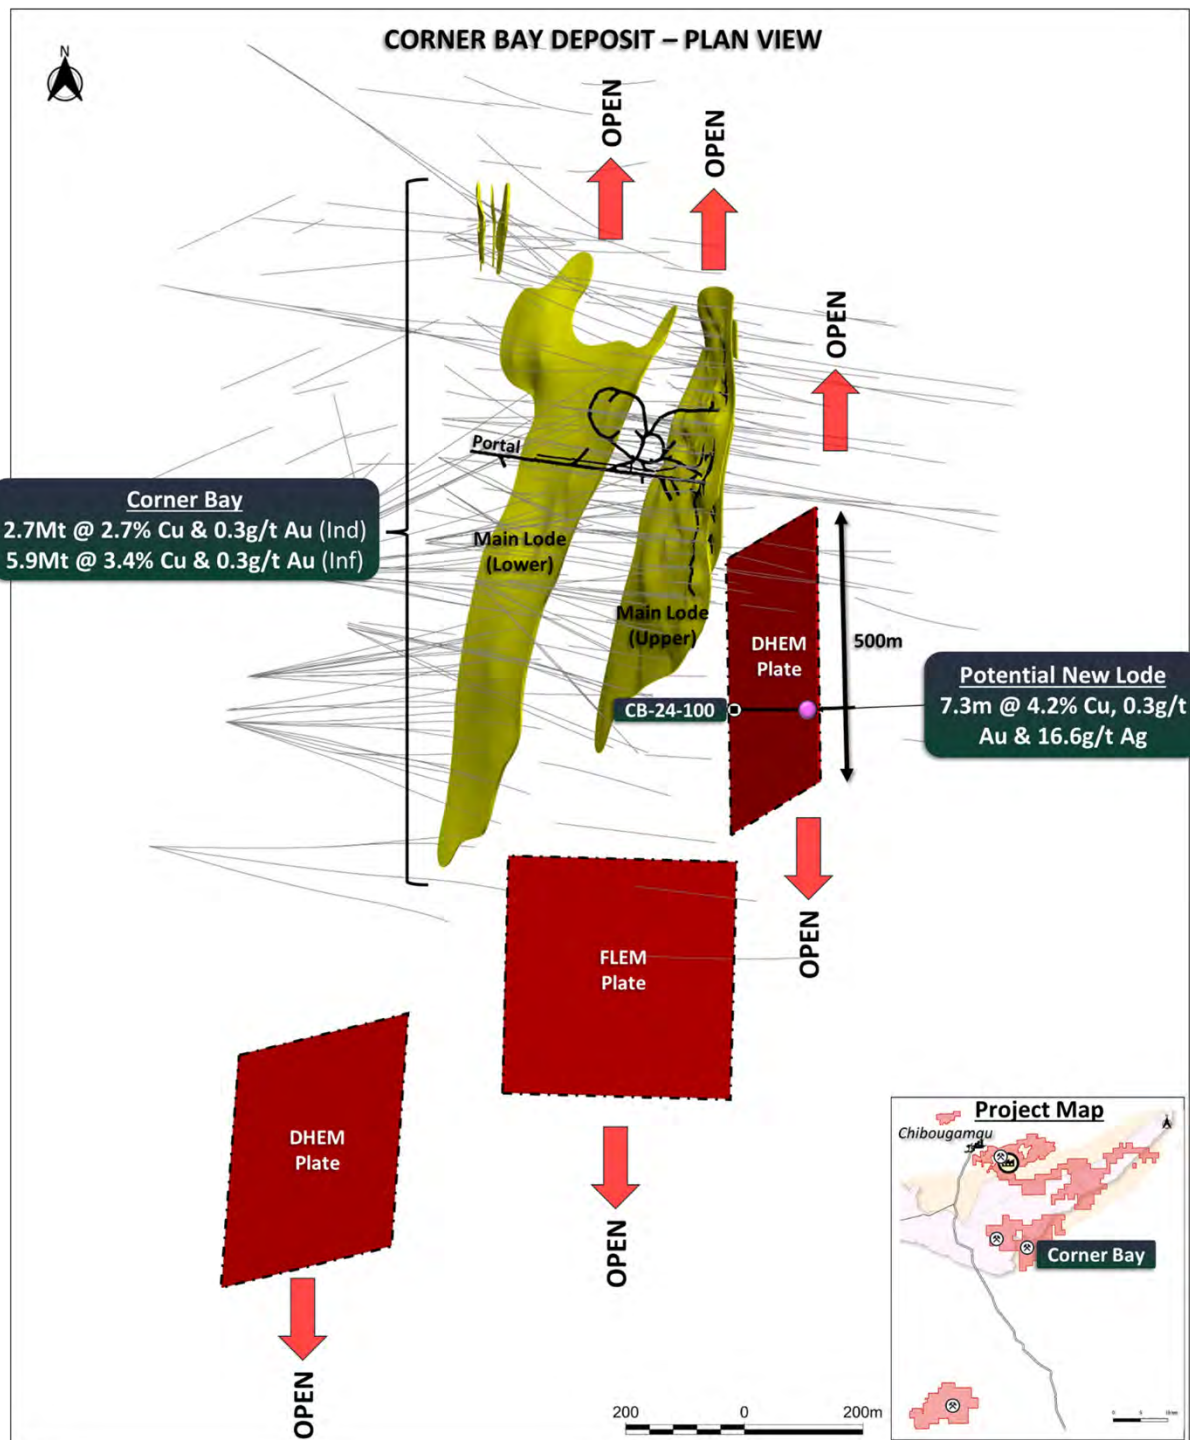 CORNER BAY DEPOSIT – PLAN VIEW
N
OPEN
OPEN
OPEN
Portal
Corner Bay
2.7Mt @ 2.7% Cu & 0.3g/t Au (Ind)
5.9Mt @ 3.4% Cu & 0.3g/t Au (Inf)
Main Lode
(Lower)
Main Lode
(Upper)
DHEM
Plate
500m
CB-24-100
Potential New Lode
7.3m @ 4.2% Cu, 0.3g/t
Au & 16.6g/t Ag
OPEN
FLEM
Plate
DHEM
Plate
OPEN
OPEN
Project Map
Chibougamau
Corner Bay
200
0
200m